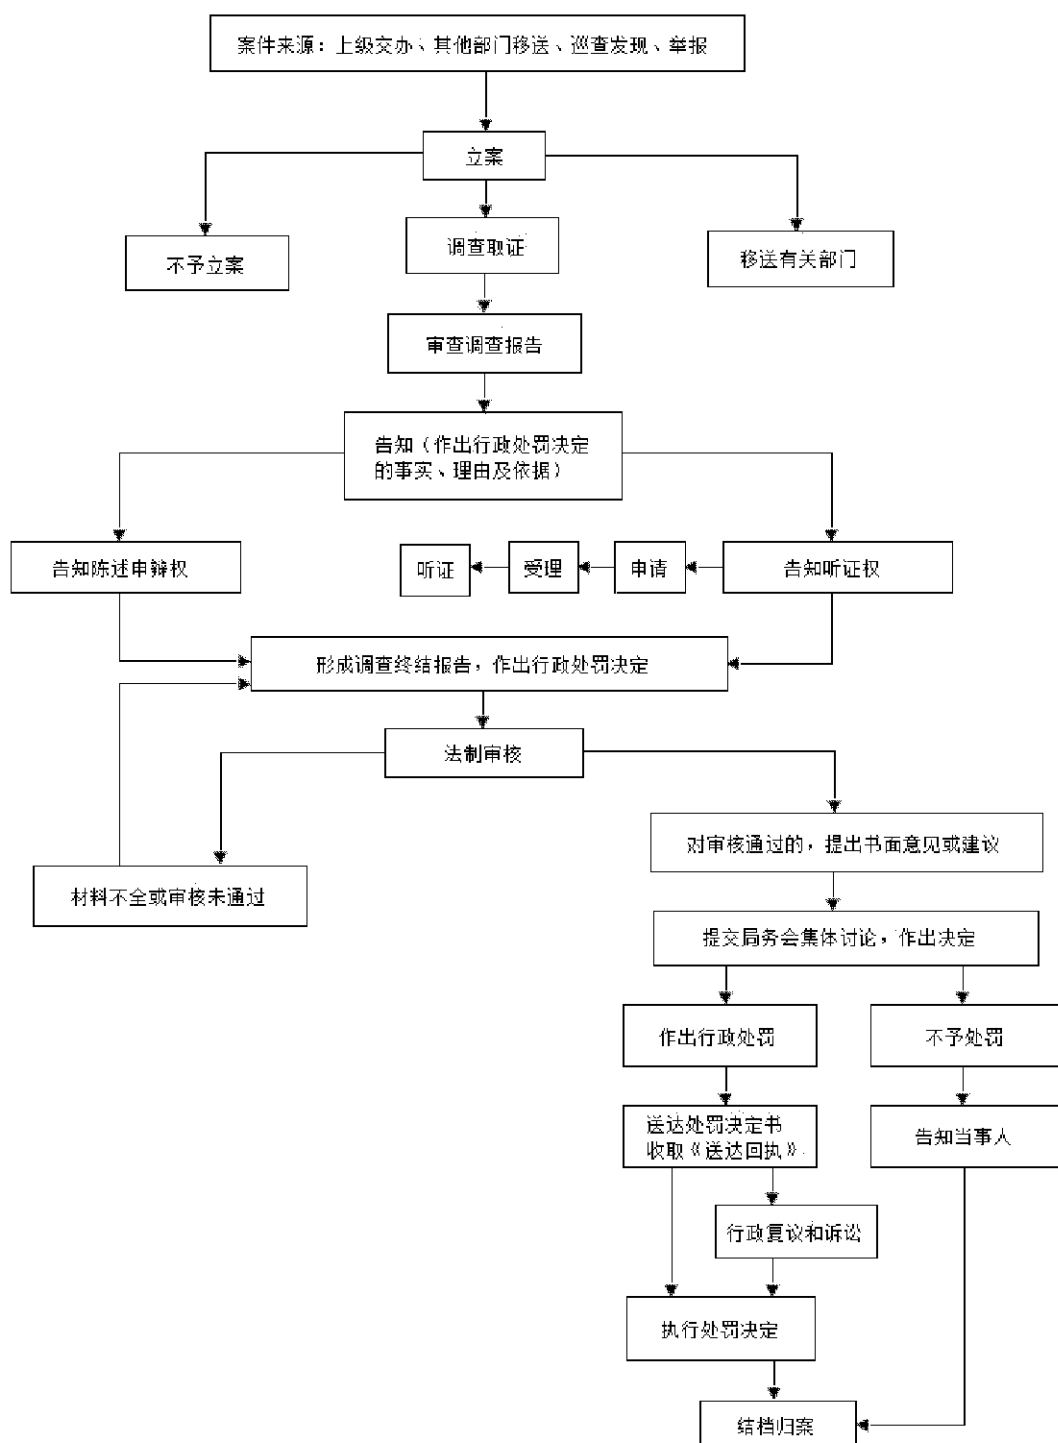 案件来源：上级交办、其他部门移送、巡查发现、举报
立案
不予立案
调查取证
移送有关部门
审查调查报告
告知（作出行政处罚决定
的事实、理由及依据）
告知陈述申辩权
听证
受理
申请
告知听证权
形成调查终结报告，作出行政处罚决定
法制审核
对审核通过的，提出书面意见或建议
材料不全或审核未通过
提交局务会集体讨论，作出决定
作出行政处罚
不予处罚
送达处罚决定书
收取《送达回执》
告知当事人
行政复议和诉讼
执行处罚决定
结档归案